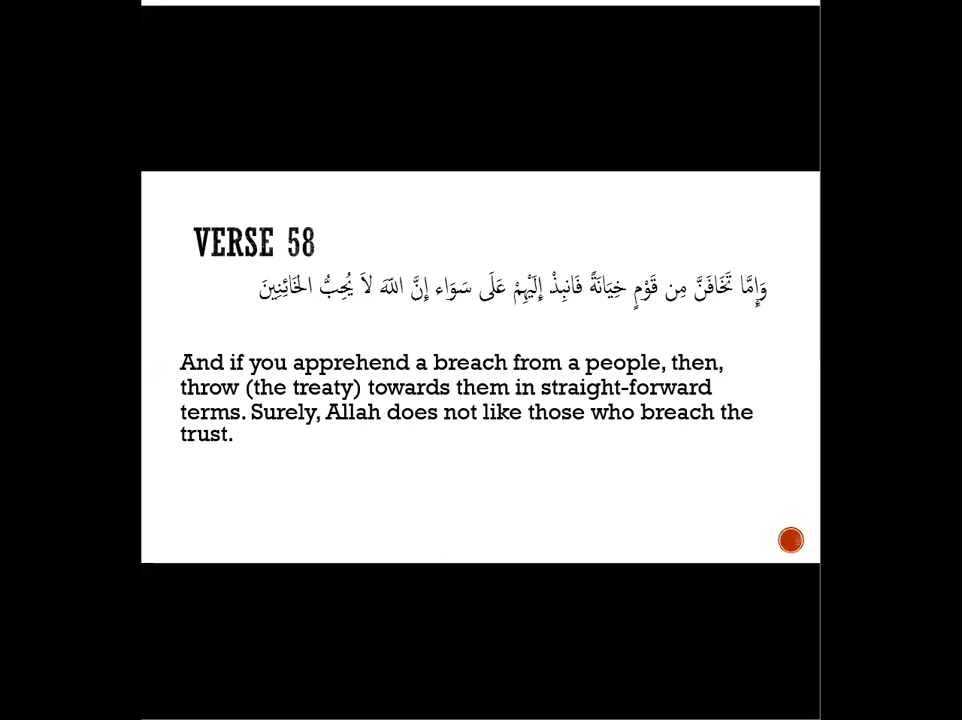 VERSE 58
وَإِمَّا تَخَافَنَّ مِن قَوْمٍ خِيَانَةً فَانبِذْ إِلَيْهِمْ عَلَى سَوَاء إِنَّ اللّهَ لاَ يُحِبُّ الخَائِنِينَ
And if you apprehend a breach from a people, then,
throw (the treaty) towards them in straight-forward
terms. Surely, Allah does not like those who breach the
trust.